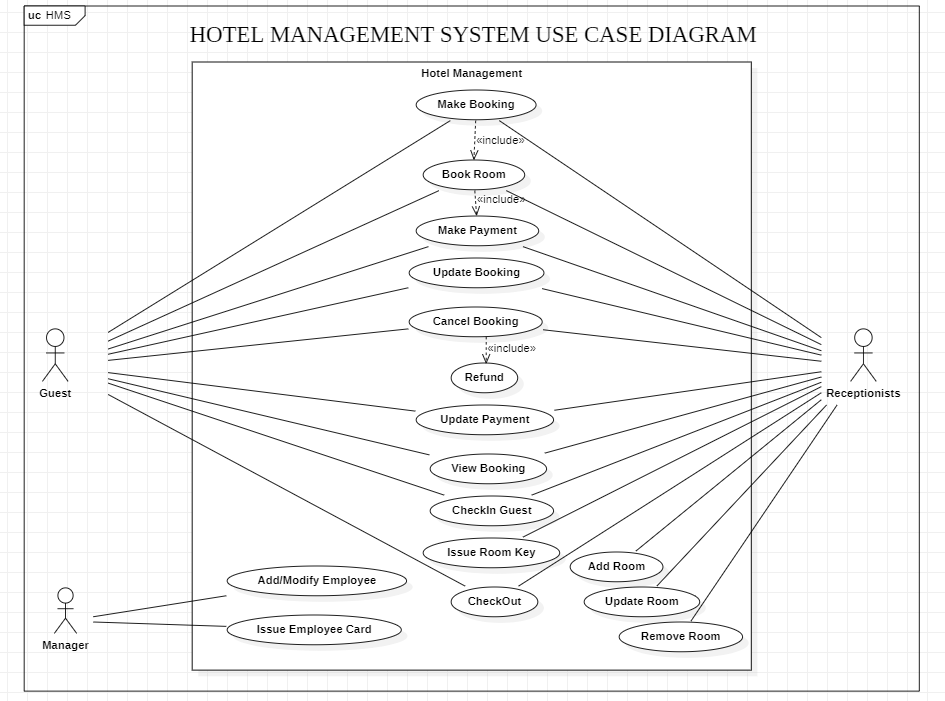 uc HMS
HOTEL MANAGEMENT SYSTEM USE CASE DIAGRAM
Hotel Management
Make Booking
«include»
Book Room
«include»
Make Payment
Update Booking
Cancel Booking
«include»
Refund
Guest
Receptionists
Update Payment
View Booking
CheckIn Guest
Issue Room Key
Add Room
Add/Modify Employee
CheckOut
Update Room
Issue Employee Card
Remove Room
Manager